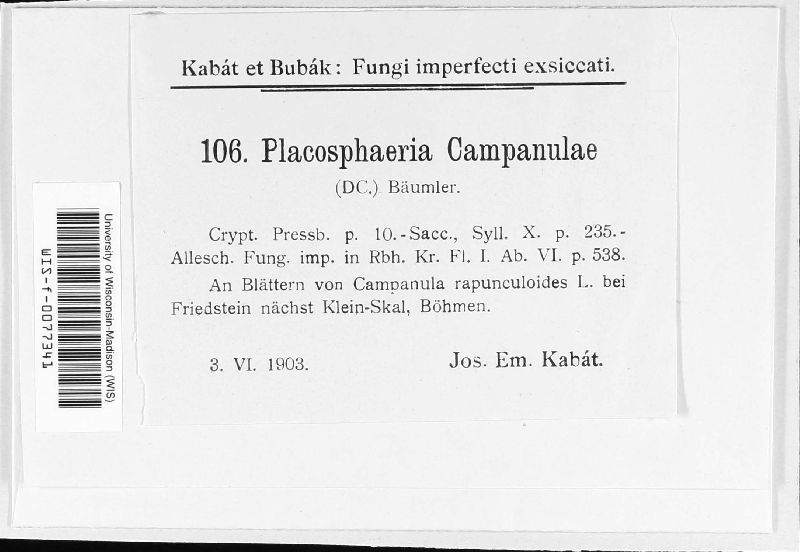 Kabát et Bubák: Fungi imperfecti exsiccati.
106. Placosphaeria Campanulae
(DC.) Bäumler.
Crypt. Pressb. p. 10.-Sacc., Syll. X. p. 235.-
Allesch. Fung. imp. in Rbh. Kr. Fl. I. Ab. VI. p. 538.
An Blättern von Campanula rapunculoides L. bei
Friedstein nächst Klein-Skal, Böhmen.
3. VI. 1903. Jos. Em. Kabát.
University of Wisconsin-Madison (WIS)
WIS-f-0077341